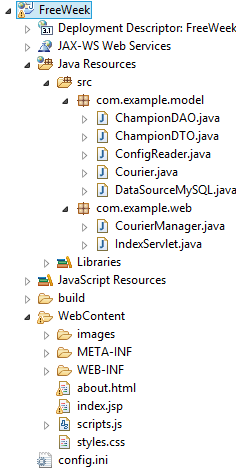 FreeWeek
Deployment Descriptor: FreeWeek
JAX-WS Web Services
Java Resources
src
com.example.model
ChampionDAO.java
ChampionDTO.java
ConfigReader.java
Courier.java
DataSourceMySQL.java
com.example.web
CourierManager.java
IndexServlet.java
Libraries
JavaScript Resources
build
WebContent
images
META-INF
WEB-INF
about.html
index.jsp
scripts.js
styles.css
config.ini